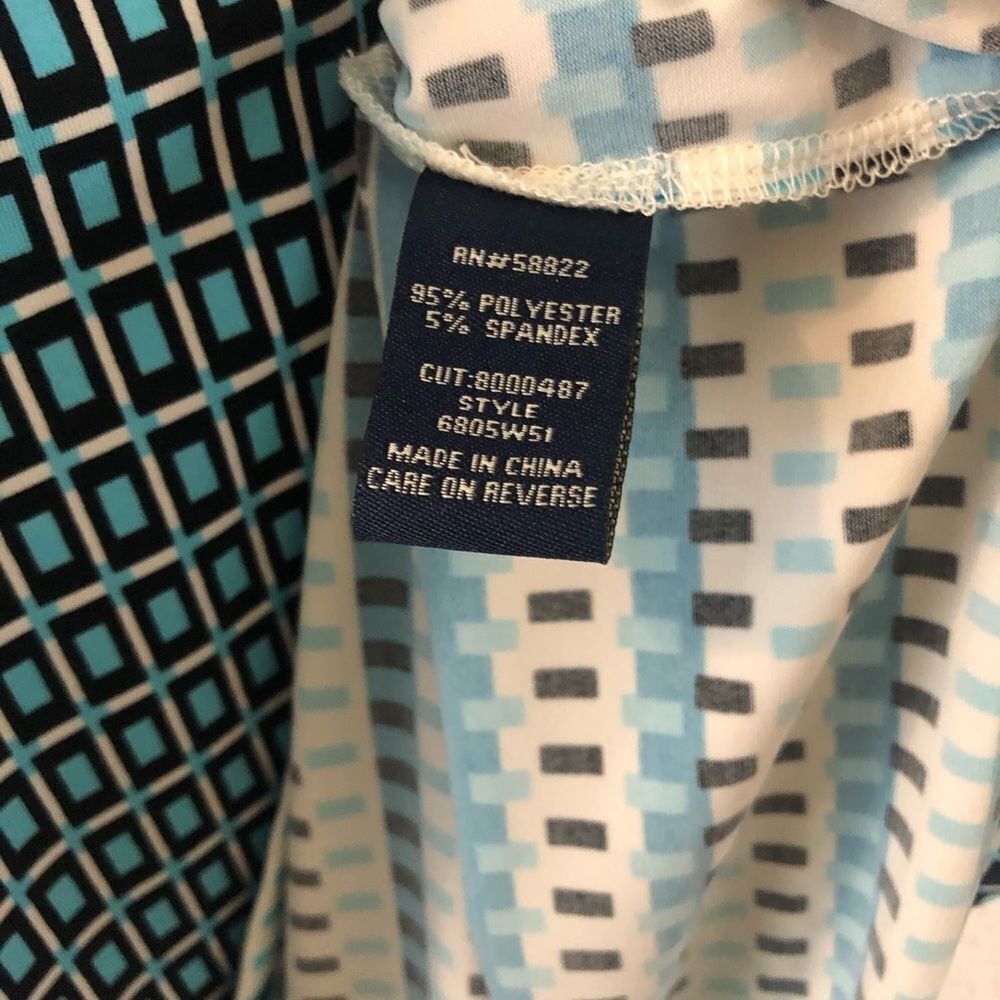 RN#58822
95% POLYESTER
5% SPANDEX
CUT:8000487
STYLE
6805W51
MADE IN CHINA
CARE ON REVERSE